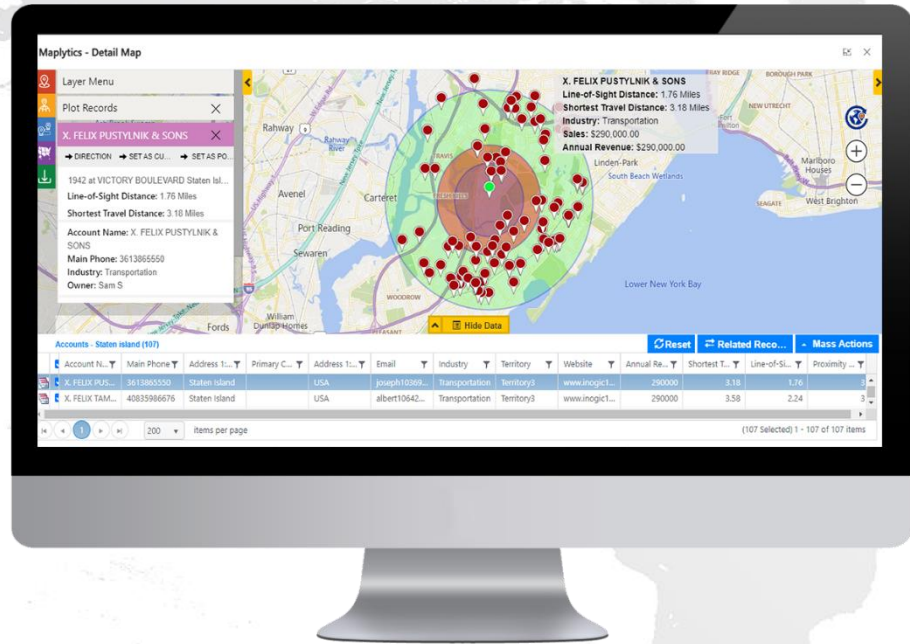 Maplytics - Detail Map
Layer Menu
Plot Records
X. FELIX PUSTYLNIK & SONS
DIRECTION SET AS CU... SET AS PO...
1942 at VICTORY BOULEVARD Staten Isl...
Line-of-Sight Distance: 1.76 Miles
Shortest Travel Distance: 3.18 Miles
Account Name: X. FELIX PUSTYLNIK &
SONS
Main Phone: 3613865550
Industry: Transportation
Owner: Sam S
X. FELIX PUSTYLNIK & SONS
Line-of-Sight Distance: 1.76 Miles
Shortest Travel Distance: 3.18 Miles
Industry: Transportation
Sales: $290,000.00
Annual Revenue: $290,000.00
BAY RIDGE
BOROUGH PARK
NEW UTRECHT
Fort
Hamilton
Rahway
Rahway
River
TRAVIS
Linden-Park
South Beach Wetlands
Marlboro
Houses
Avenel
Carteret
SEAGATE
West Brighton
Port Reading
Sewaren
Lower New York
Bay
WOODROW
William
Dunlap Homes
Fords
Hide Data
Accounts - Staten island (107)
Reset Related Reco... Mass Actions
Account N... Main Phone Address 1:... Primary C... Address 1:... Email Industry Territory Website Annual Re... Shortest T... Line-of-Si... Proximity ...
X. FELIX PUS... 3613865550 Staten Island USA joseph10369... Transportation Territory3 www.inogic1... 290000 3.18 1.76 3
X. FELIX TAM... 40835986676 Staten Island USA albert10642... Transportation Territory3 www.inogic1... 290000 3.58 2.24 3
1 200 items per page (107 Selected) 1 - 107 of 107 items